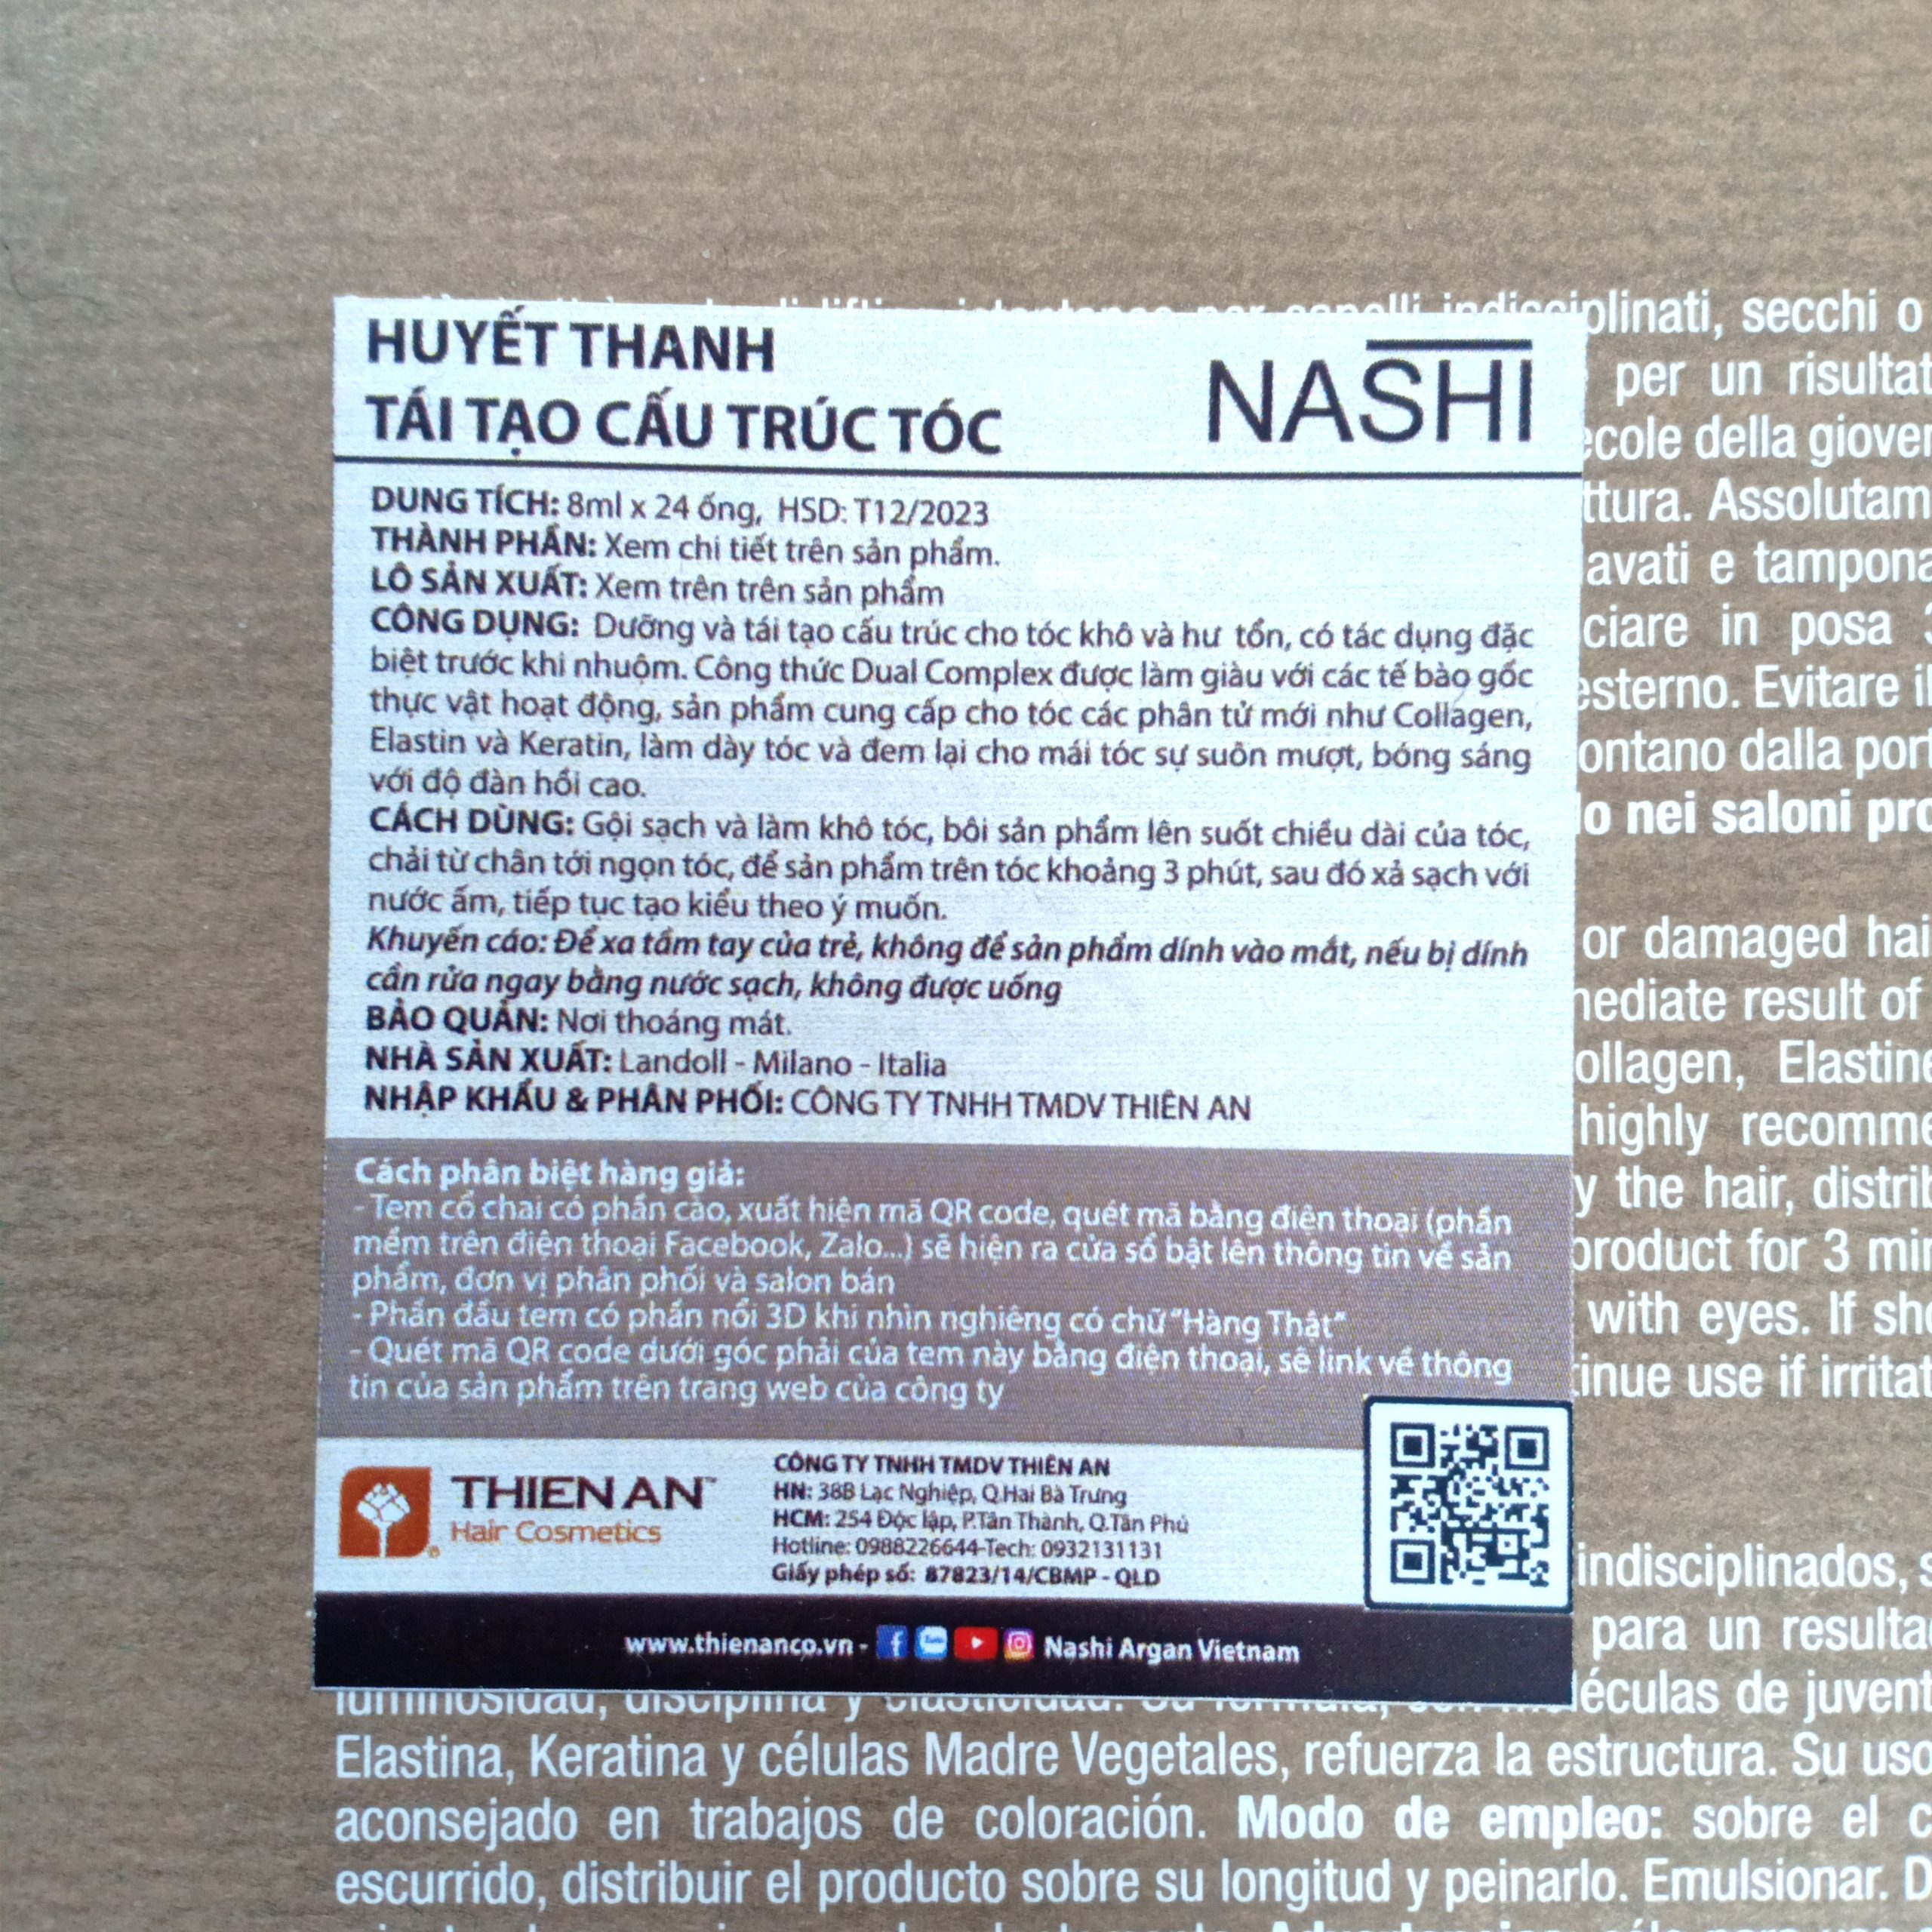 HUYẾT THANH
TÁI TẠO CẤU TRÚC TÓC
NASHI
DUNG TÍCH: 8ml x 24 ống, HSD: T12/2023
THÀNH PHẦN: Xem chi tiết trên sản phẩm.
LÔ SẢN XUẤT: Xem trên trên sản phẩm
CÔNG DỤNG: Dưỡng và tái tạo cấu trúc cho tóc khô và hư tổn, có tác dụng đặc
biệt trước khi nhuộm. Công thức Dual Complex được làm giàu với các tế bào gốc
thực vật hoạt động, sản phẩm cung cấp cho tóc các phân tử mới như Collagen,
Elastin và Keratin, làm dày tóc và đem lại cho mái tóc sự suôn mượt, bóng sáng
với độ đàn hồi cao.
CÁCH DÙNG: Gội sạch và làm khô tóc, bôi sản phẩm lên suốt chiều dài của tóc,
chải từ chân tới ngọn tóc, để sản phẩm trên tóc khoảng 3 phút, sau đó xả sạch với
nước ấm, tiếp tục tạo kiểu theo ý muốn.
Khuyến cáo: Để xa tầm tay của trẻ, không để sản phẩm dính vào mắt, nếu bị dính
cần rửa ngay bằng nước sạch, không được uống
BẢO QUẢN: Nơi thoáng mát.
NHÀ SẢN XUẤT: Landoll - Milano - Italia
NHẬP KHẨU & PHÂN PHỐI: CÔNG TY TNHH TMDV THIÊN AN
Cách phân biệt hàng giả:
- Tem cổ chai có phần cào, xuất hiện mã QR code, quét mã bằng điện thoại (phần
mềm trên điện thoại Facebook, Zalo...) sẽ hiện ra cửa sổ bật lên thông tin về sản
phẩm, đơn vị phân phối và salon bán
- Phần đầu tem có phần nổi 3D khi nhìn nghiêng có chữ "Hàng Thật"
- Quét mã QR code dưới góc phải của tem này bằng điện thoại, sẽ link về thông
tin của sản phẩm trên trang web của công ty
THIEN AN™
Hair Cosmetics
CÔNG TY TNHH TMDV THIÊN AN
HN: 38B Lạc Nghiệp, Q.Hai Bà Trưng
HCM: 254 Độc lập, P.Tân Thành, Q.Tân Phú
Hotline: 0988226644-Tech: 0932131131
Giấy phép số: 87823/14/CBMP - QLD
www.thienanco.vn - Nashi Argan Vietnam
secchi o
per un risultat
ecole della giover
ttura. Assolutam
lavati e tampona
ciare in posa
esterno. Evitare il
ontano dalla port
lo nei saloni pro
or damaged hai
mediate result of
ollagen, Elastine
highly recomme
y the hair, distrib
product for 3 min
with eyes. If sh
tinue use if irritat
indisciplinados, s
para un resulta
luminosidad, disciplina y elasticidad. Su fórmula, con moléculas de juvent
Elastina, Keratina y células Madre Vegetales, refuerza la estructura. Su uso
aconsejado en trabajos de coloración. Modo de empleo: sobre el c
escurrido, distribuir el producto sobre su longitud y peinarlo. Emulsionar. D